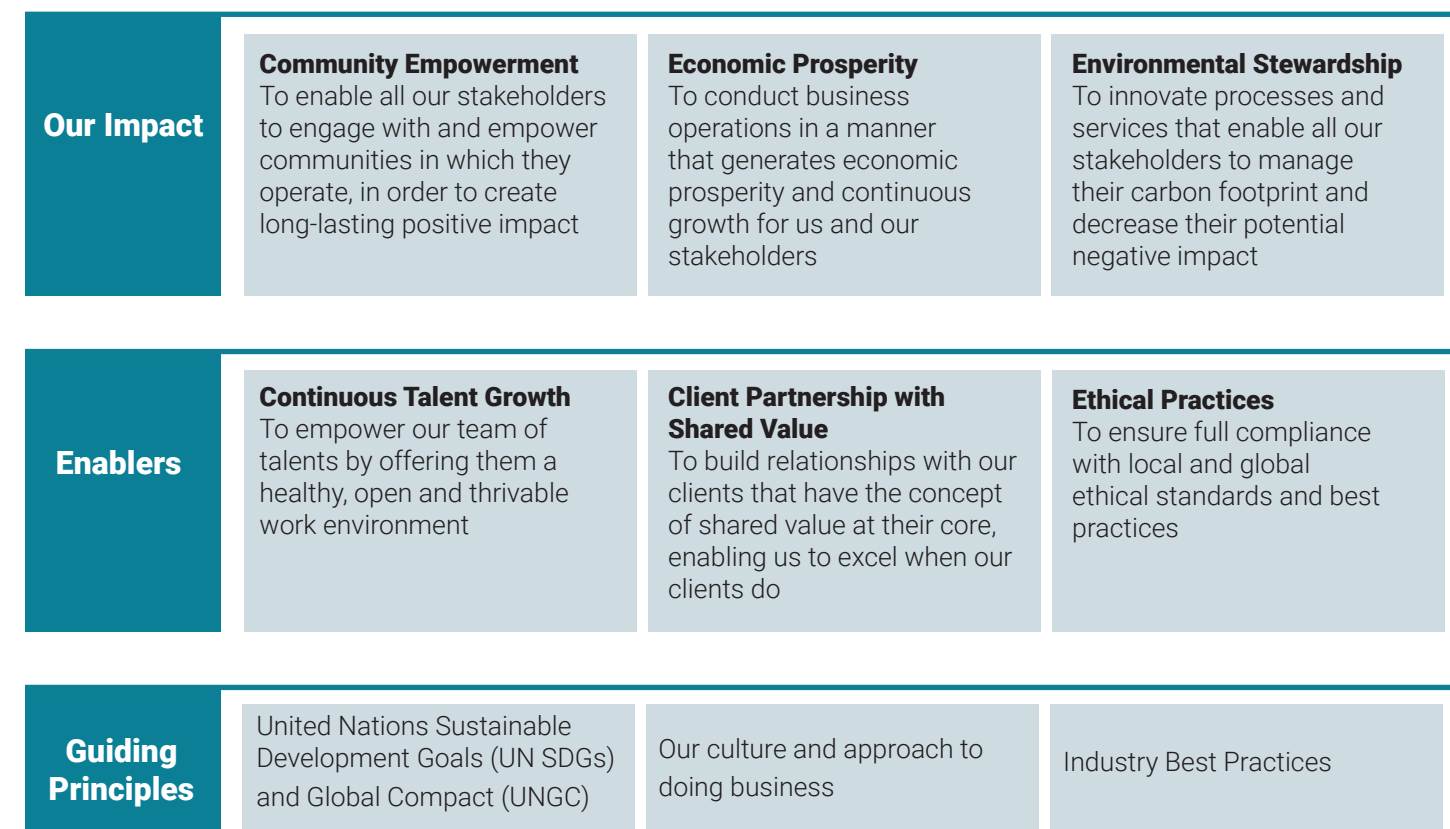 Our Impact
Community Empowerment
To enable all our stakeholders
to engage with and empower
communities in which they
operate, in order to create
long-lasting positive impact
Economic Prosperity
To conduct business
operations in a manner
that generates economic
prosperity and continuous
growth for us and our
stakeholders
Environmental Stewardship
To innovate processes and
services that enable all our
stakeholders to manage
their carbon footprint and
decrease their potential
negative impact
Enablers
Continuous Talent Growth
To empower our team of
talents by offering them a
healthy, open and thrivable
work environment
Client Partnership with
Shared Value
To build relationships with our
clients that have the concept
of shared value at their core,
enabling us to excel when our
clients do
Ethical Practices
To ensure full compliance
with local and global
ethical standards and best
practices
Guiding
Principles
United Nations Sustainable
Development Goals (UN SDGs)
and Global Compact (UNGC)
Our culture and approach to
doing business
Industry Best Practices